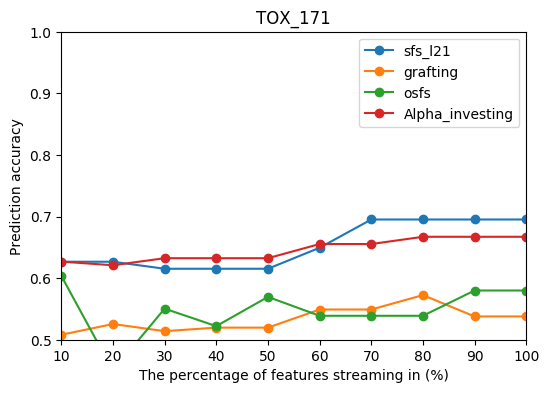 TOX_171
sfs_l21
grafting
osfs
Alpha_investing
Prediction accuracy
1.0
0.9
0.8
0.7
0.6
0.5
10 20 30 40 50 60 70 80 90 100
The percentage of features streaming in (%)